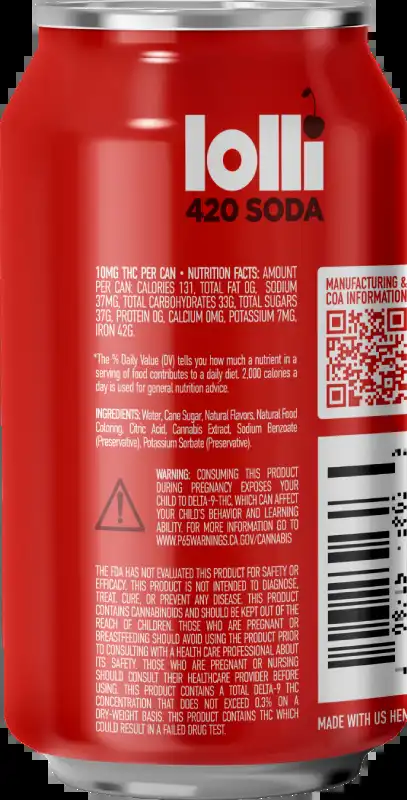 lolli
420 SODA
10MG THC PER CAN • NUTRITION FACTS: AMOUNT
PER CAN: CALORIES 131, TOTAL FAT 0G, SODIUM
37MG, TOTAL CARBOHYDRATES 33G, TOTAL SUGARS
37G, PROTEIN 0G, CALCIUM 0MG, POTASSIUM 7MG,
IRON 42G.
*The % Daily Value (DV) tells you how much a nutrient in a
serving of food contributes to a daily diet. 2,000 calories a
day is used for general nutrition advice.
INGREDIENTS: Water, Cane Sugar, Natural Flavors, Natural Food
Coloring, Citric Acid, Cannabis Extract, Sodium Benzoate
(Preservative), Potassium Sorbate (Preservative).
WARNING: CONSUMING THIS PRODUCT
DURING PREGNANCY EXPOSES YOUR
CHILD TO DELTA-9-THC, WHICH CAN AFFECT
YOUR CHILD'S BEHAVIOR AND LEARNING
ABILITY. FOR MORE INFORMATION GO TO
WWW.P65WARNINGS.CA.GOV/CANNABIS
THE FDA HAS NOT EVALUATED THIS PRODUCT FOR SAFETY OR
EFFICACY. THIS PRODUCT IS NOT INTENDED TO DIAGNOSE,
TREAT, CURE, OR PREVENT ANY DISEASE. THIS PRODUCT
CONTAINS CANNABINOIDS AND SHOULD BE KEPT OUT OF THE
REACH OF CHILDREN. THOSE WHO ARE PREGNANT OR
BREASTFEEDING SHOULD AVOID USING THE PRODUCT PRIOR
TO CONSULTING WITH A HEALTH CARE PROFESSIONAL ABOUT
ITS SAFETY. THOSE WHO ARE PREGNANT OR NURSING
SHOULD CONSULT THEIR HEALTHCARE PROVIDER BEFORE
USING. THIS PRODUCT CONTAINS A TOTAL DELTA-9 THC
CONCENTRATION THAT DOES NOT EXCEED 0.3% ON A
DRY-WEIGHT BASIS. THIS PRODUCT CONTAINS THC WHICH
COULD RESULT IN A FAILED DRUG TEST.
MANUFACTURING &
COA INFORMATION
MADE WITH US HEN